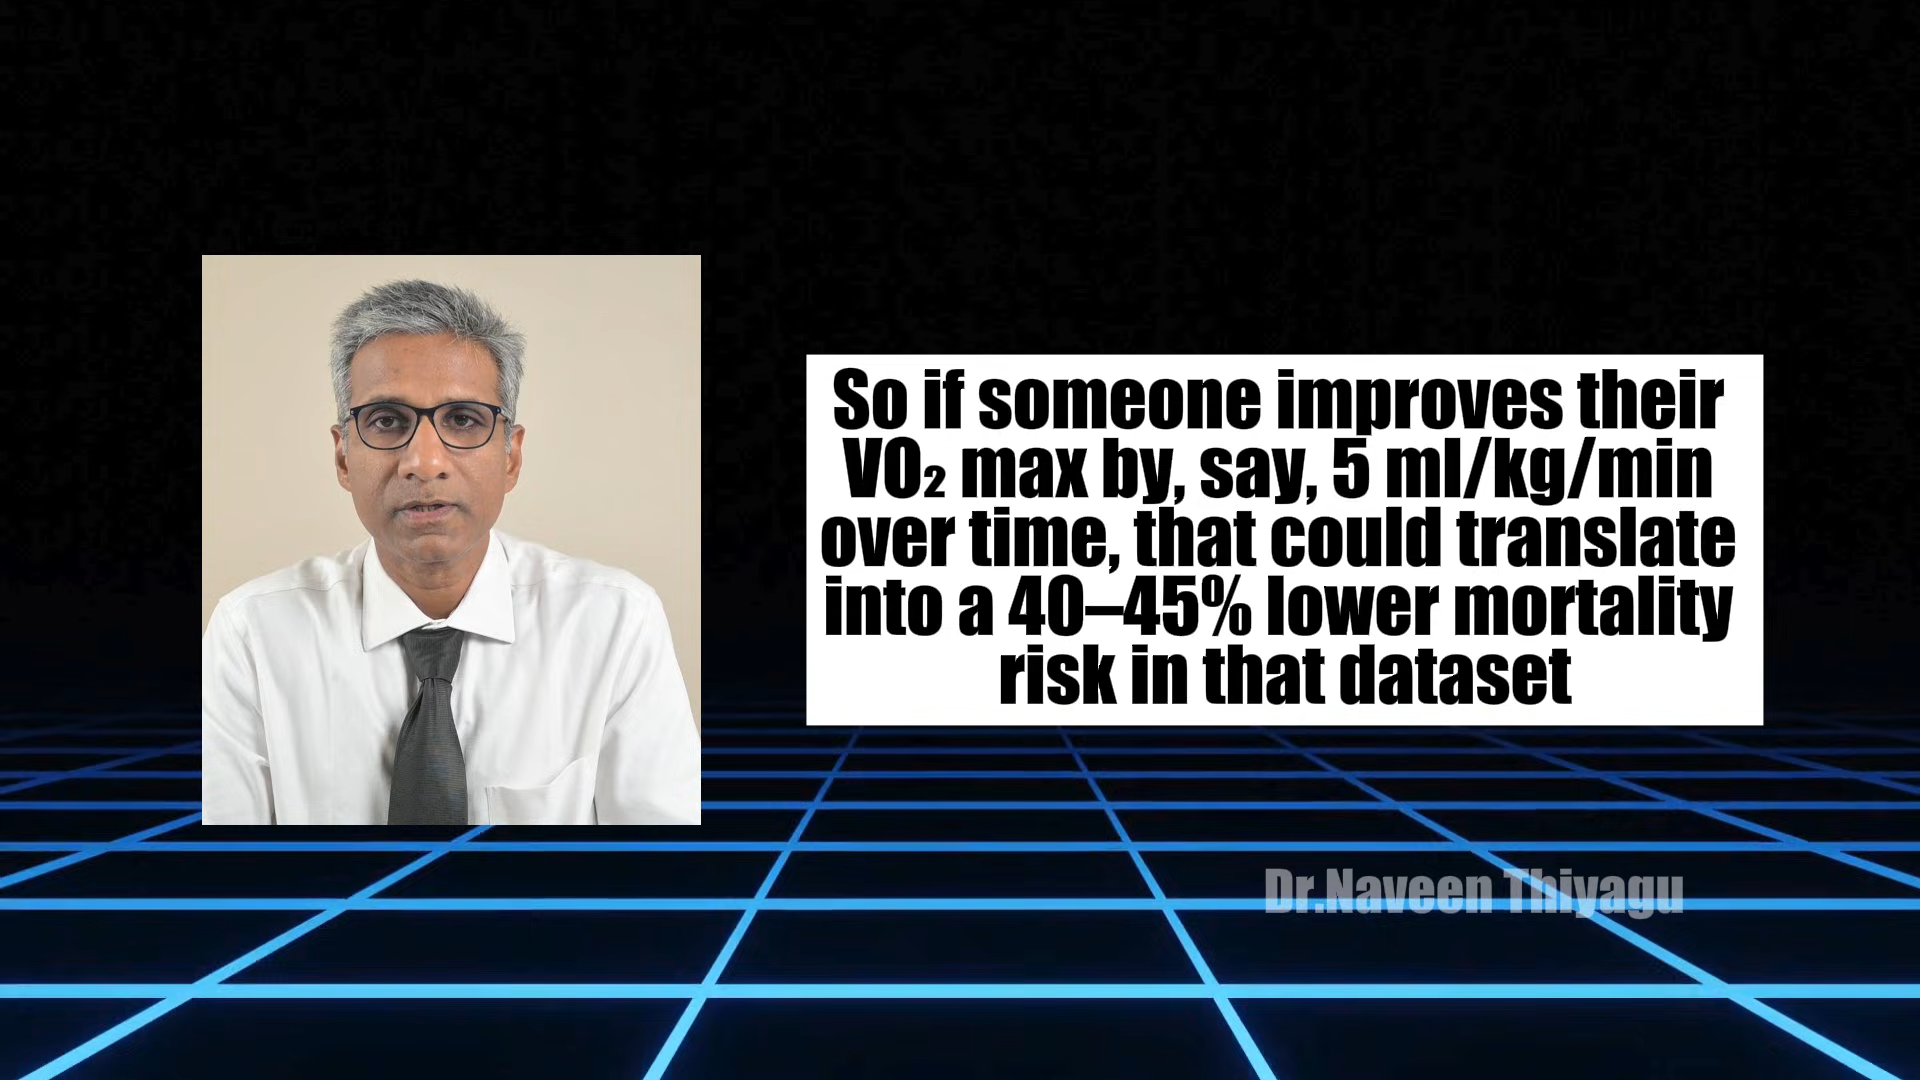 So if someone improves their
VO₂ max by, say, 5 ml/kg/min
over time, that could translate
into a 40–45% lower mortality
risk in that dataset
Dr.Naveen Thiyagu